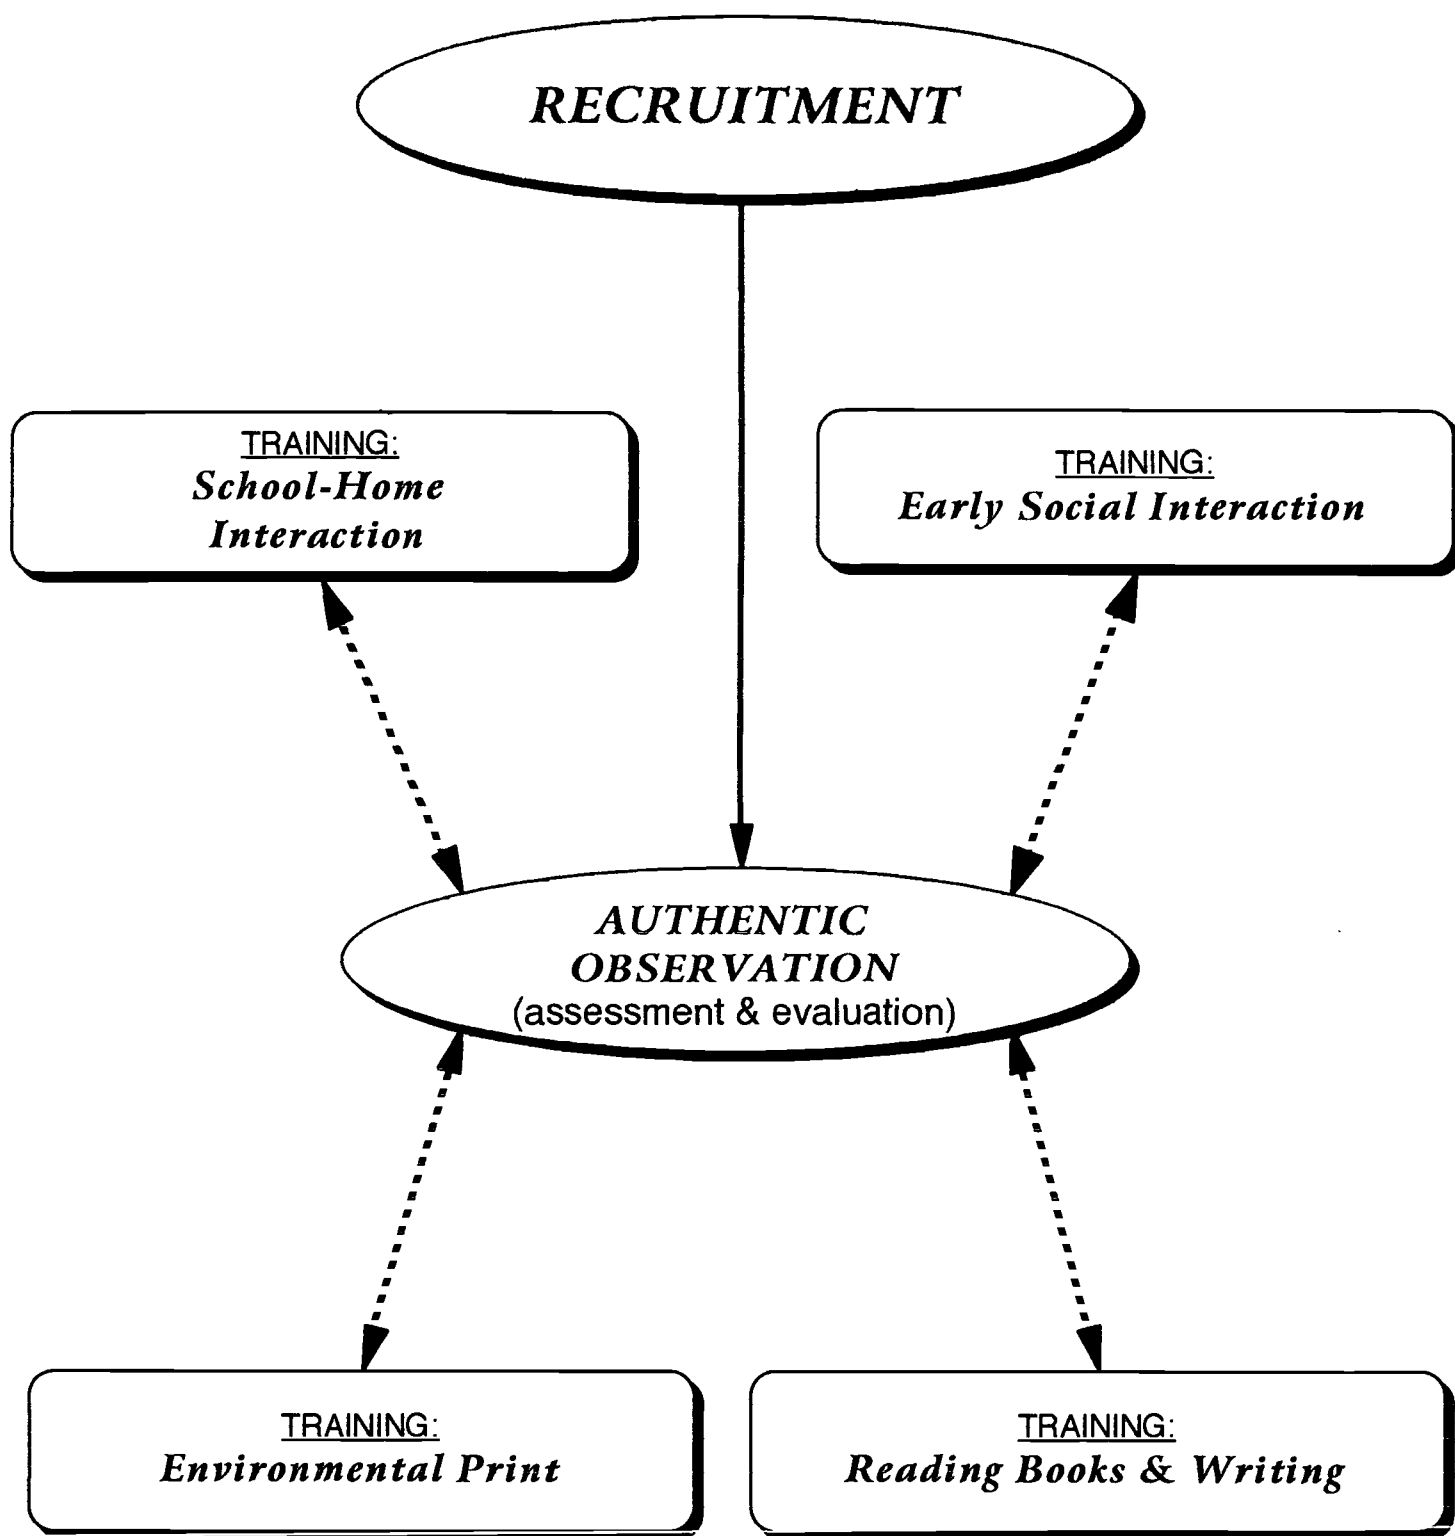 RECRUITMENT
TRAINING:
School-Home
Interaction
TRAINING:
Early Social Interaction
AUTHENTIC
OBSERVATION
(assessment & evaluation)
TRAINING:
Environmental Print
TRAINING:
Reading Books & Writing